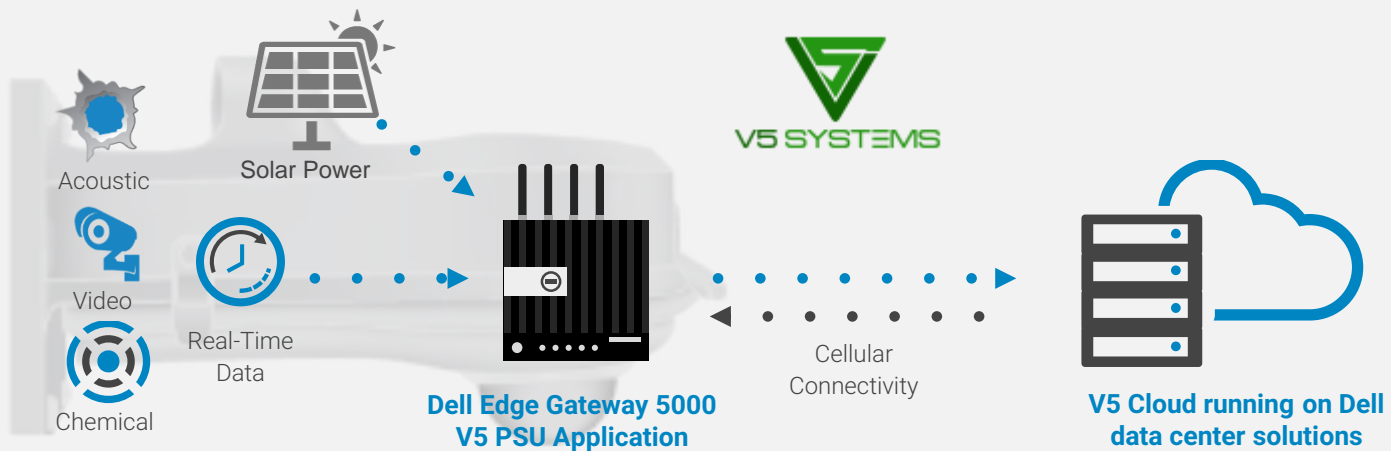 V5 SYSTEMS
Solar Power
Acoustic
Video
Real-Time
Data
Chemical
Dell Edge Gateway 5000
V5 PSU Application
Cellular
Connectivity
V5 Cloud running on Dell
data center solutions